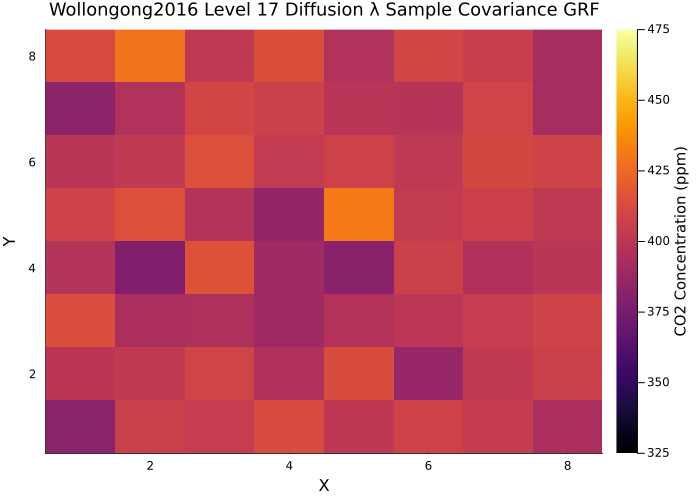 Wollongong2016 Level 17 Diffusion λ Sample Covariance GRF
8
6
4
2
Y
2 4 6 8
X
475
450
425
400
375
350
325
CO2 Concentration (ppm)